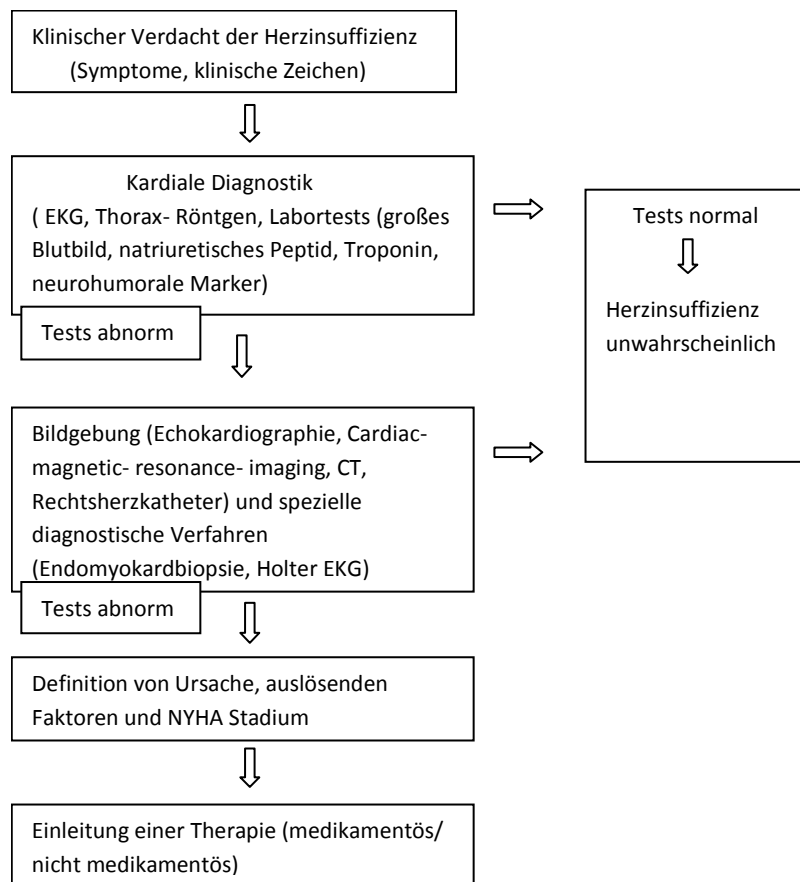 Klinischer Verdacht der Herzinsuffizienz
(Symptome, klinische Zeichen)
Kardiale Diagnostik
( EKG, Thorax- Röntgen, Labortests (großes
Blutbild, natriuretisches Peptid, Troponin,
neurohumorale Marker)
Tests abnorm
Tests normal
Herzinsuffizienz
unwahrscheinlich
Bildgebung (Echokardiographie, Cardiac-
magnetic- resonance- imaging, CT,
Rechtsherzkatheter) und spezielle
diagnostische Verfahren
(Endomyokardbiopsie, Holter EKG)
Tests abnorm
Definition von Ursache, auslösenden
Faktoren und NYHA Stadium
Einleitung einer Therapie (medikamentös/
nicht medikamentös)